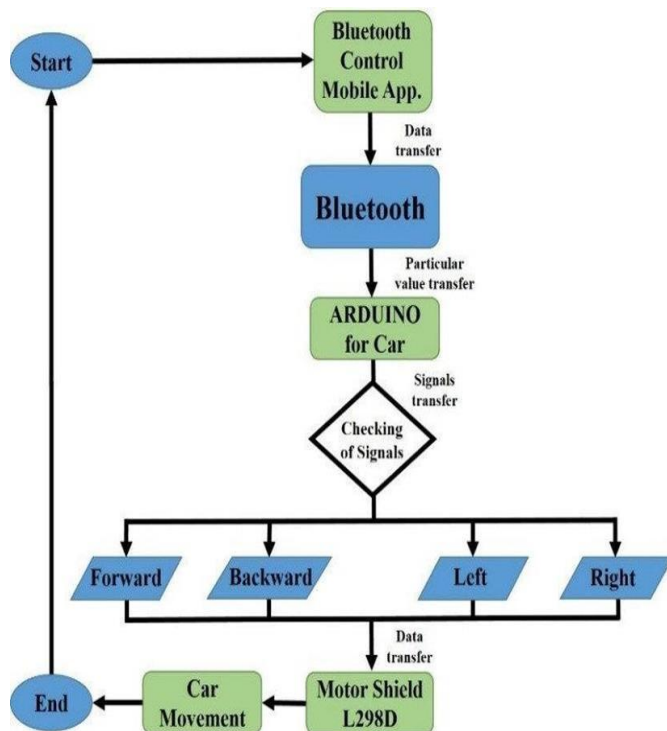 Start
Bluetooth
Control
Mobile App.
Data
transfer
Bluetooth
Particular
value transfer
ARDUINO
for Car
Signals
transfer
Checking
of Signals
Forward
Backward
Left
Right
Data
transfer
End
Car
Movement
Motor Shield
L298D